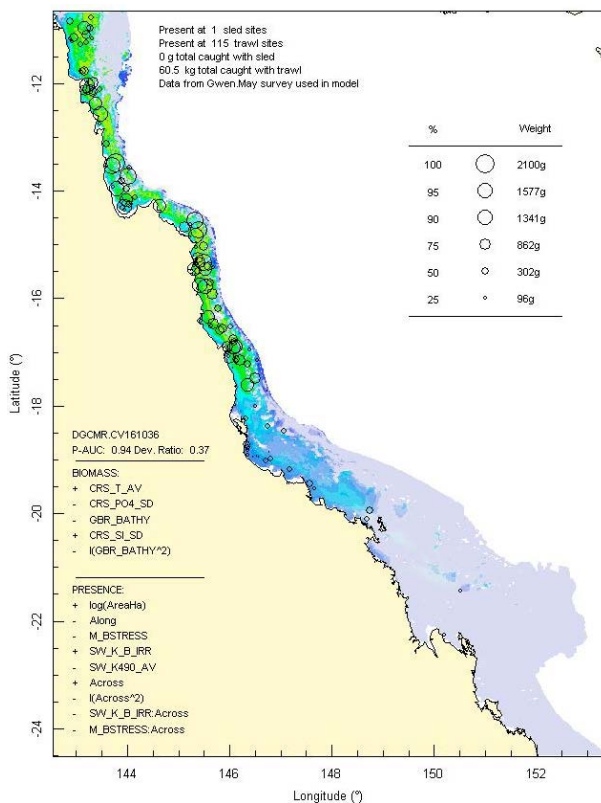 Present at 1 sled sites
Present at 115 trawl sites
0 g total caught with sled
60.5 kg total caught with trawl
Data from Gwen.May survey used in model
% Weight
100 2100g
95 1577g
90 1341g
75 862g
50 302g
25 96g
-12
-14
-16
-18
-20
-22
-24
Latitude (°)
DGCMR.CV161036
P-AUC: 0.94 Dev. Ratio: 0.37
BIOMASS:
+ CRS_T_AV
- CRS_PO4_SD
- GBR_BATHY
+ CRS_SI_SD
- I(GBR_BATHY^2)
PRESENCE:
+ log(AreaHa)
- Along
- M_BSTRESS
+ SW_K_B_IRR
- SW_K490_AV
+ Across
- I(Across^2)
- SW_K_B_IRR:Across
- M_BSTRESS:Across
144 146 148 150 152
Longitude (°)